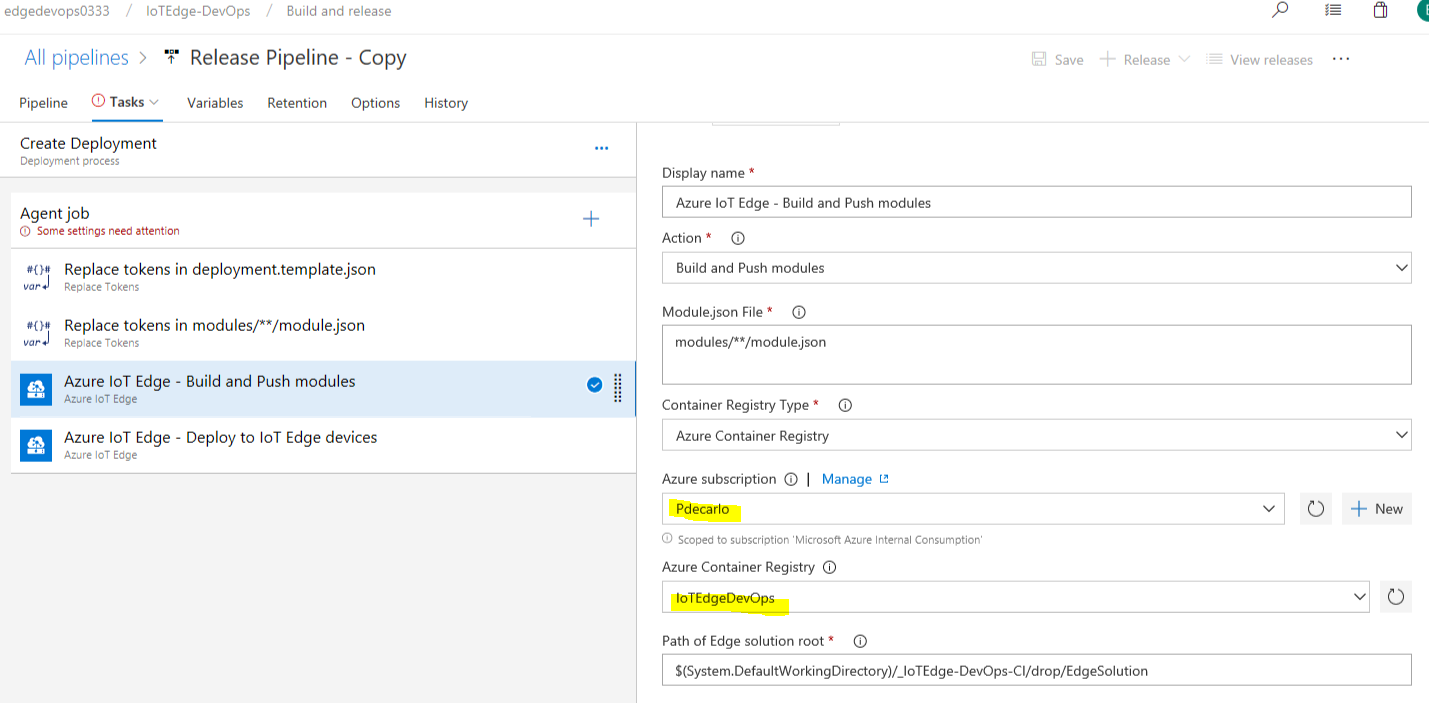 edgedevops0333 / IoTEdge-DevOps / Build and release
All pipelines > Release Pipeline - Copy
Save + Release View releases ...
Pipeline Tasks Variables Retention Options History
Create Deployment
Deployment process
Agent job
Some settings need attention
#{}# Replace tokens in deployment.template.json
var Replace Tokens
#{}# Replace tokens in modules/**/module.json
var Replace Tokens
Azure IoT Edge - Build and Push modules
Azure IoT Edge
Azure IoT Edge - Deploy to IoT Edge devices
Azure IoT Edge
Display name *
Azure IoT Edge - Build and Push modules
Action *
Build and Push modules
Module.json File *
modules/**/module.json
Container Registry Type *
Azure Container Registry
Azure subscription | Manage
Pdecarlo
+ New
Scoped to subscription 'Microsoft Azure Internal Consumption'
Azure Container Registry
IoTEdgeDevOps
Path of Edge solution root *
$(System.DefaultWorkingDirectory)/_IoTEdge-DevOps-CI/drop/EdgeSolution